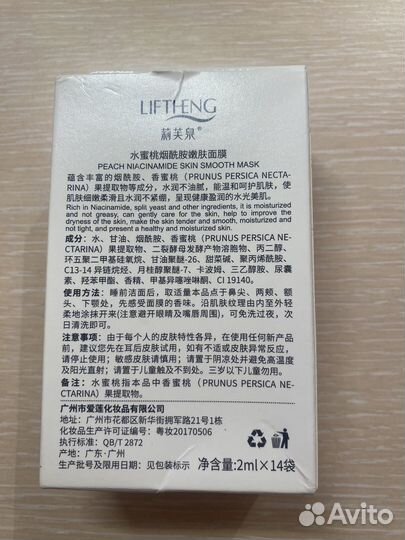 LIFTHENG
蒳芙泉®
水蜜桃烟酰胺嫩肤面膜
PEACH NIACINAMIDE SKIN SMOOTH MASK
蕴含丰富的烟酰胺、香蜜桃（PRUNUS PERSICA NECTA-
RINA）果提取物等成分，水润不油腻，能温和呵护肌肤，使
肌肤细嫩柔滑且水润不紧绷，呈现健康盈润的水光美肌。
Rich in Niacinamide, split yeast and other ingredients, it is moisturized
and not greasy, can gently care for the skin, help to improve the
dryness of the skin, make the skin tender and smooth, moisturized and
not tight, and present a healthy and moisturized skin.
成分：水、甘油、烟酰胺、香蜜桃（PRUNUS PERSICA NECTARINA）
果提取物、二裂酵母发酵产物溶胞物、丙二醇、
环五聚二甲基硅氧烷、甘油聚醚-26、甜菜碱、聚丙烯酰胺、
C13-14 异链烷烃、月桂醇聚醚-7、卡波姆、三乙醇胺、尿囊
素、羟苯甲酯、香精、甲基异噻唑啉酮、CI 19140。
使用方法：睡前洁面后，取适量本品点于鼻尖、两颊、额
头、下颚处，先感受面膜的香味。沿肌肤纹理由内至外轻
柔地涂抹开来（注意避开眼睛及嘴唇周围），可免洗过夜，次
日清洗即可。
注意事项：由于每个人的皮肤特性各异，在使用任何新产品
前，建议您先在耳后皮肤试用，如有不适或皮肤异常反应，
请停止使用；敏感皮肤请慎用；请置于阴凉处并避免高温度
及阳光直射；请置于儿童触及不到处。三岁以下儿童勿用。
备注：水蜜桃指本品中香蜜桃（PRUNUS PERSICA NE-
CTARINA）果提取物。
广州市爱莲化妆品有限公司
地址：广州市花都区新华街拥军路21号1栋
化妆品生产许可证编号：粤妆20170506
执行标准：QB/T 2872
产地：广东·广州
生产批号及限用日期：见包装标示
净含量:2ml×14袋
Avito